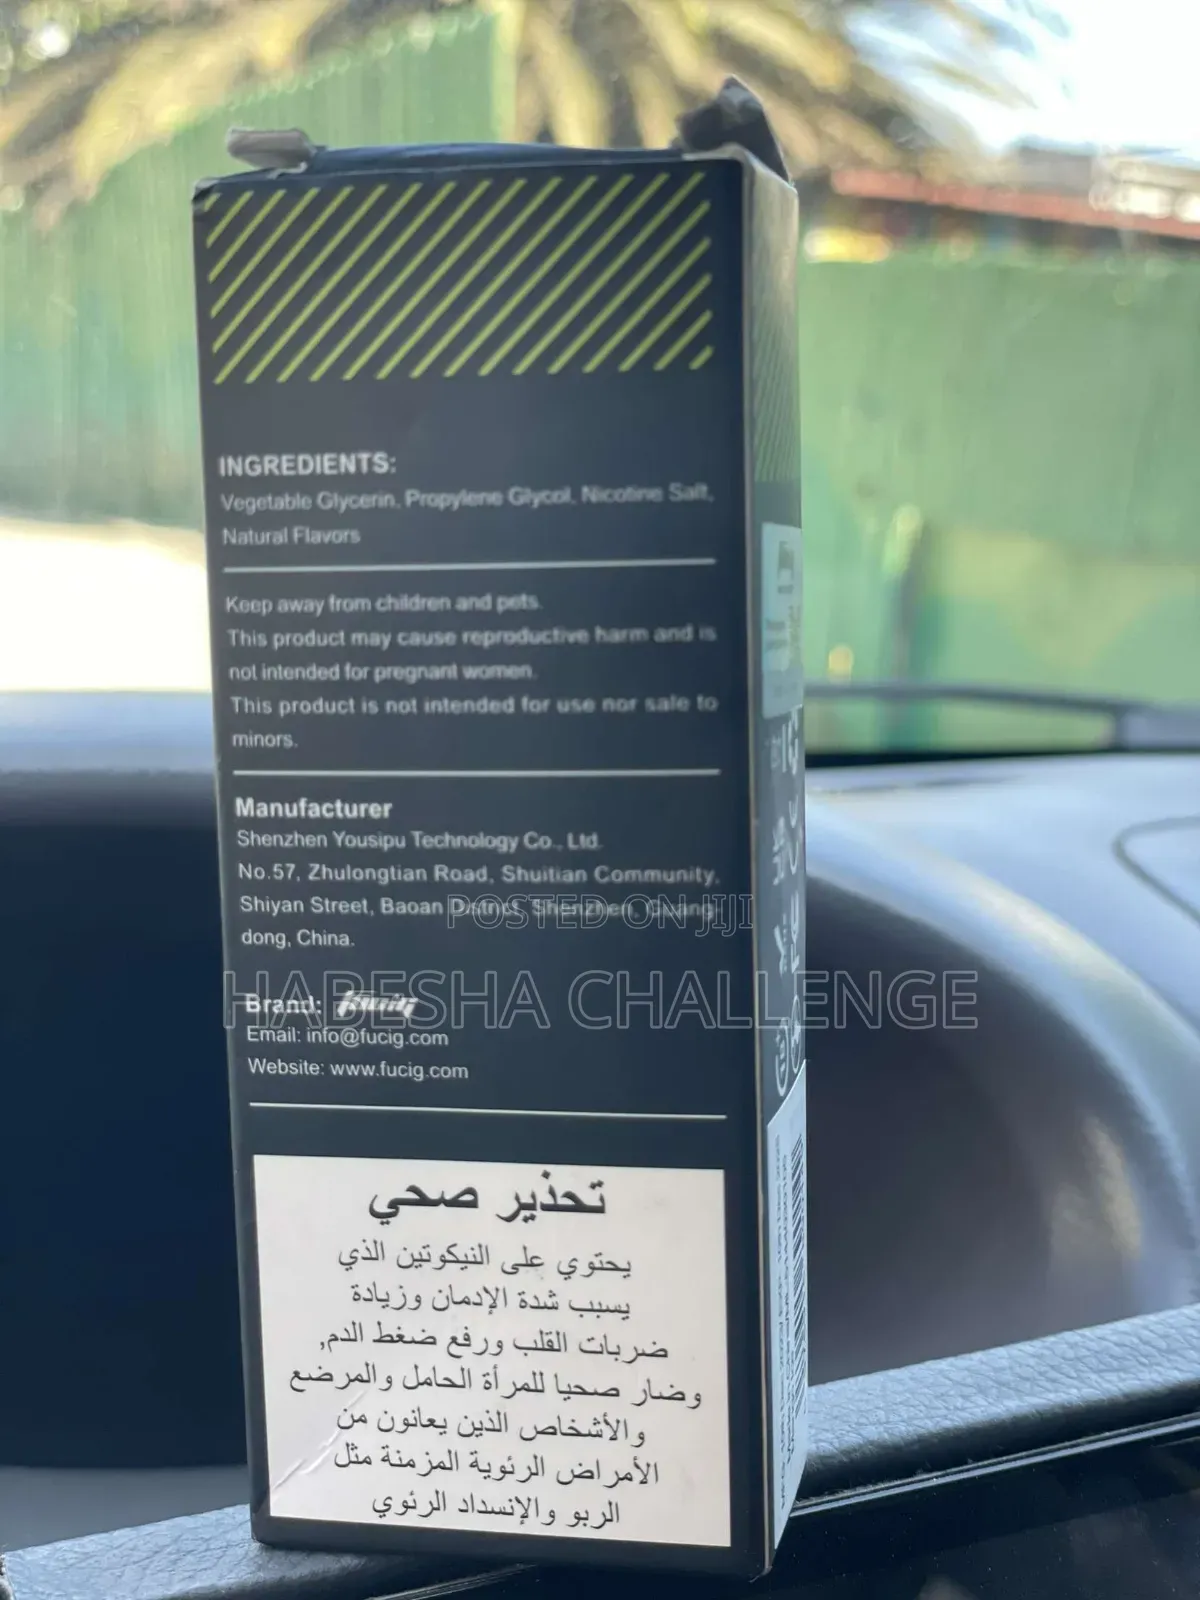 INGREDIENTS:
Vegetable Glycerin, Propylene Glycol, Nicotine Salt,
Natural Flavors
Keep away from children and pets.
This product may cause reproductive harm and is
not intended for pregnant women.
This product is not intended for use nor sale to
minors.
Manufacturer
Shenzhen Yousipu Technology Co., Ltd.
No.57, Zhulongtian Road, Shuitian Community,
Shiyan Street, Baoan District, Shenzhen, Guang
dong, China.
POSTED ON JIJI
HABESHA CHALLENGE
Brand: fucig
Email: info@fucig.com
Website: www.fucig.com
تحذير صحي
يحتوي على النيكوتين الذي
يسبب شدة الإدمان وزيادة
ضربات القلب ورفع ضغط الدم,
وضار صحيا للمرأة الحامل والمرضع
والأشخاص الذين يعانون من
الأمراض الرئوية المزمنة مثل
الربو والإنسداد الرئوي